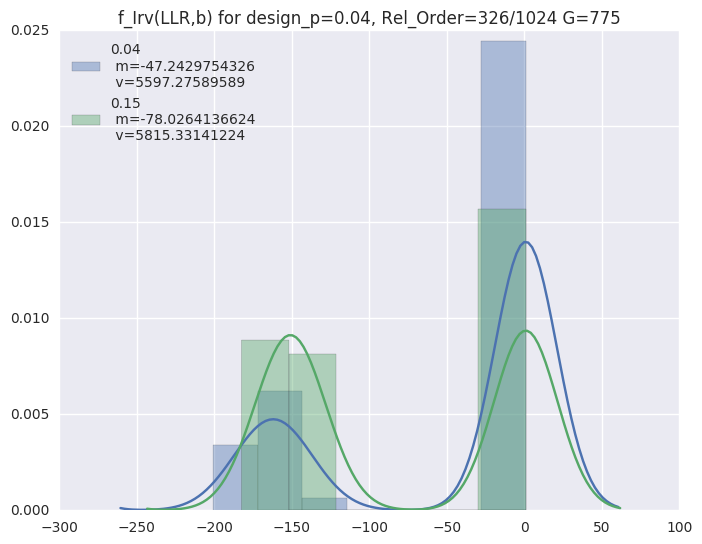 f_Irv(LLR,b) for design_p=0.04, Rel_Order=326/1024 G=775
0.04
m=-47.2429754326
v=5597.27589589
0.15
m=-78.0264136624
v=5815.33141224
0.025
0.020
0.015
0.010
0.005
0.000
−300 −250 −200 −150 −100 −50 0 50 100